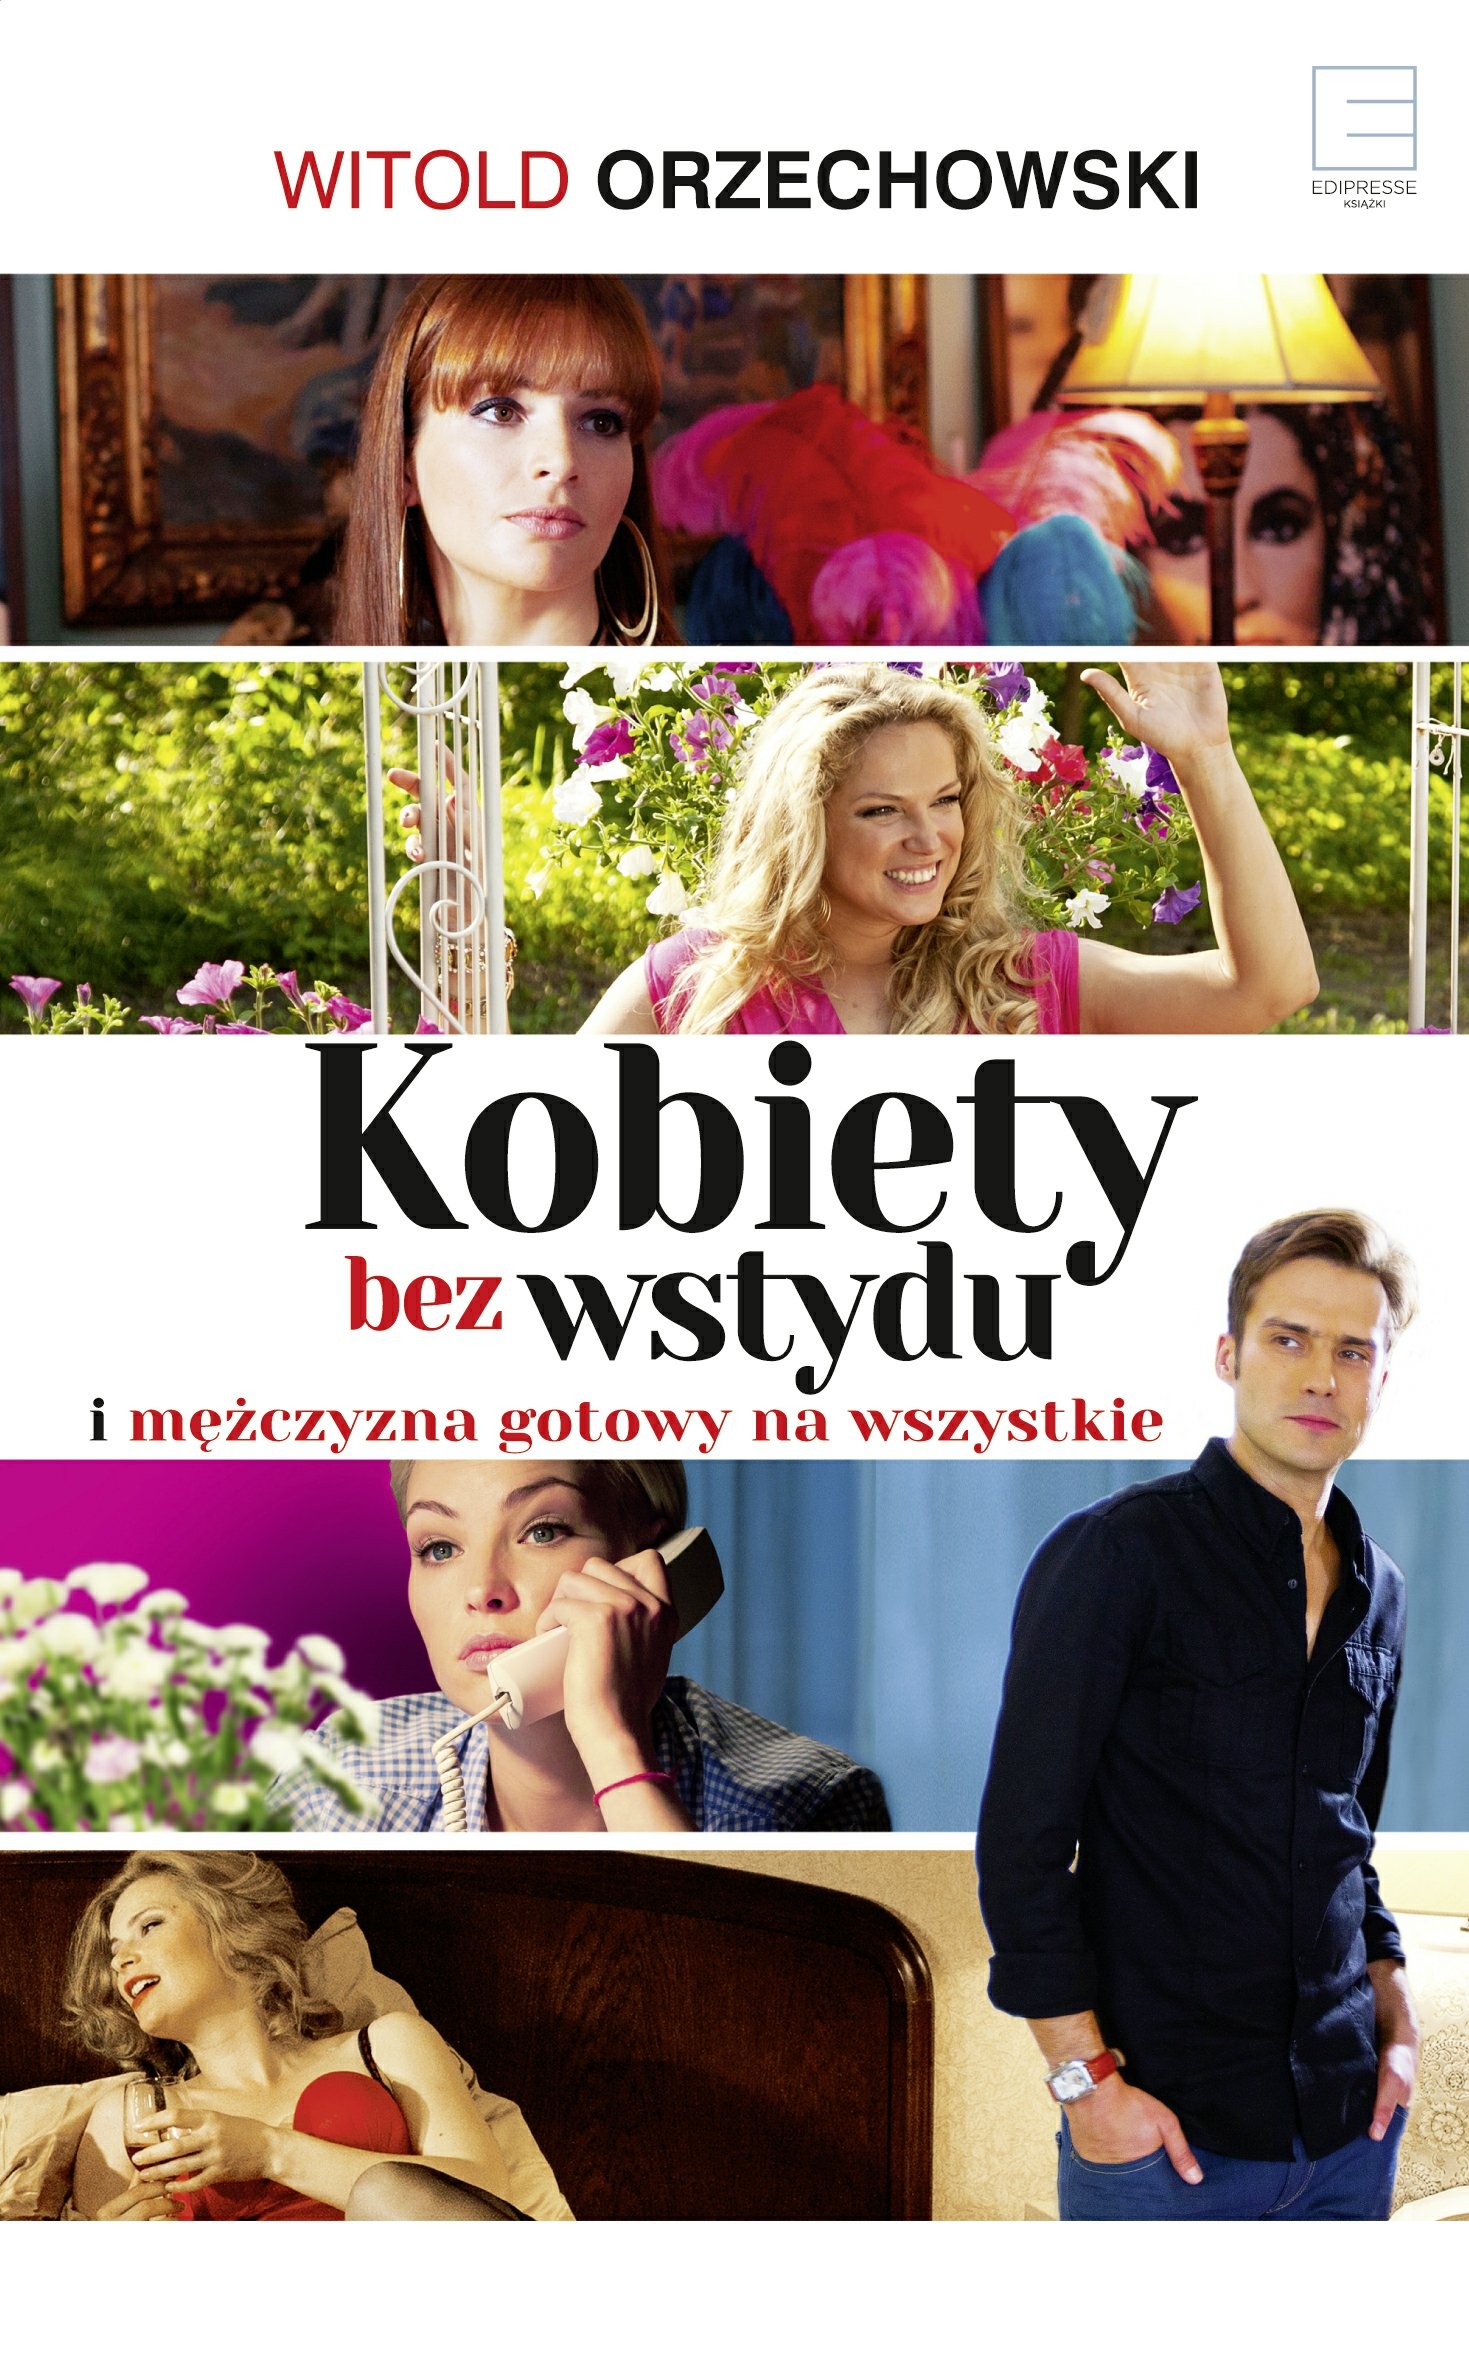 WITOLD ORZECHOWSKI
EDIPRESSE
KSIĄŻKI
Kobiety
bez wstydu
i mężczyzna gotowy na wszystkie